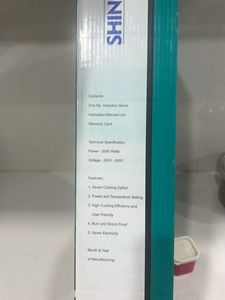 SHIN
Contents:
One No. Induction Stove
Instruction Manual cum
Warranty Card
Technical Specification:
Power - 2000 Watts
Voltage - 220V - 240V
Features:
1. Seven Cooking Option
2. Power and Temperature Setting
3. High Cooking Efficiency and
User Friendly
4. Burn and Shock Proof
5. Saves Electricity
Month & Year
of Manufacturing